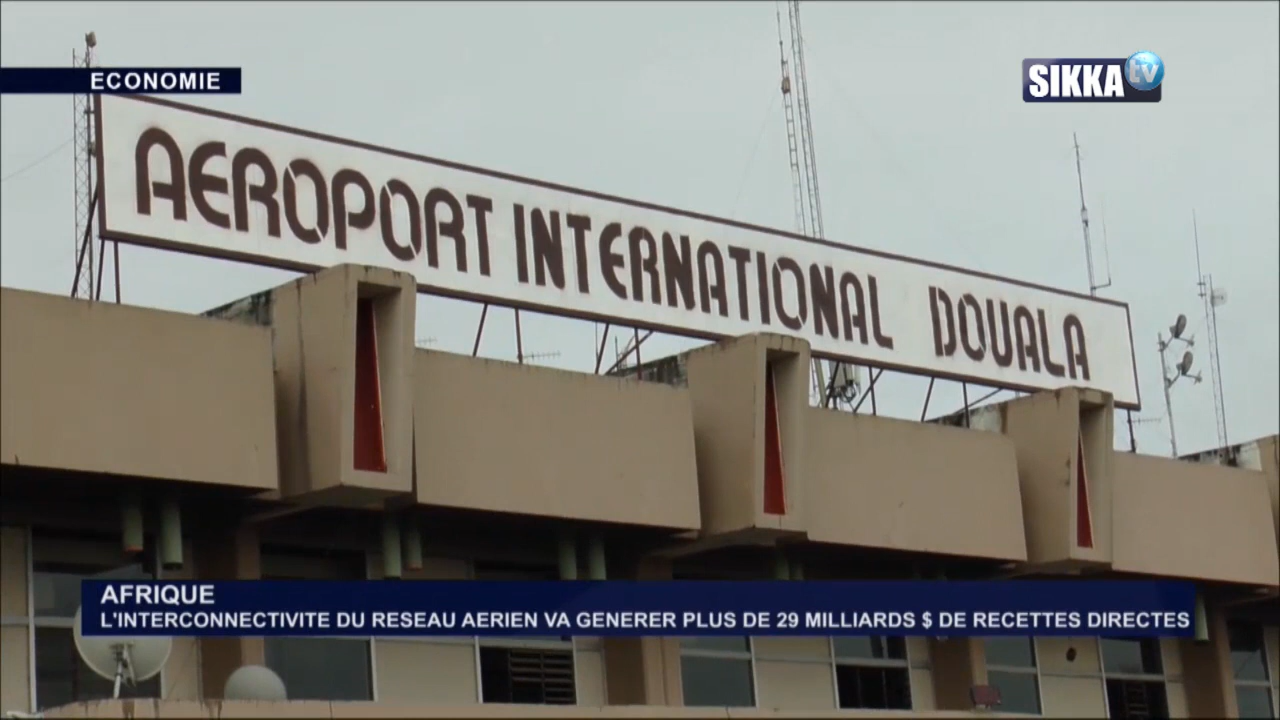 ECONOMIE
SIKKA tv
AEROPORT INTERNATIONAL DOUALA
AFRIQUE
L'INTERCONNECTIVITE DU RESEAU AERIEN VA GENERER PLUS DE 29 MILLIARDS $ DE RECETTES DIRECTES